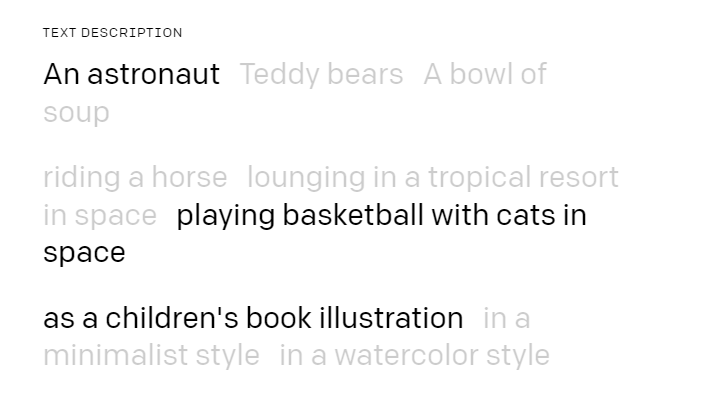 TEXT DESCRIPTION
An astronaut Teddy bears A bowl of
soup
riding a horse lounging in a tropical resort
in space playing basketball with cats in
space
as a children's book illustration in a
minimalist style in a watercolor style